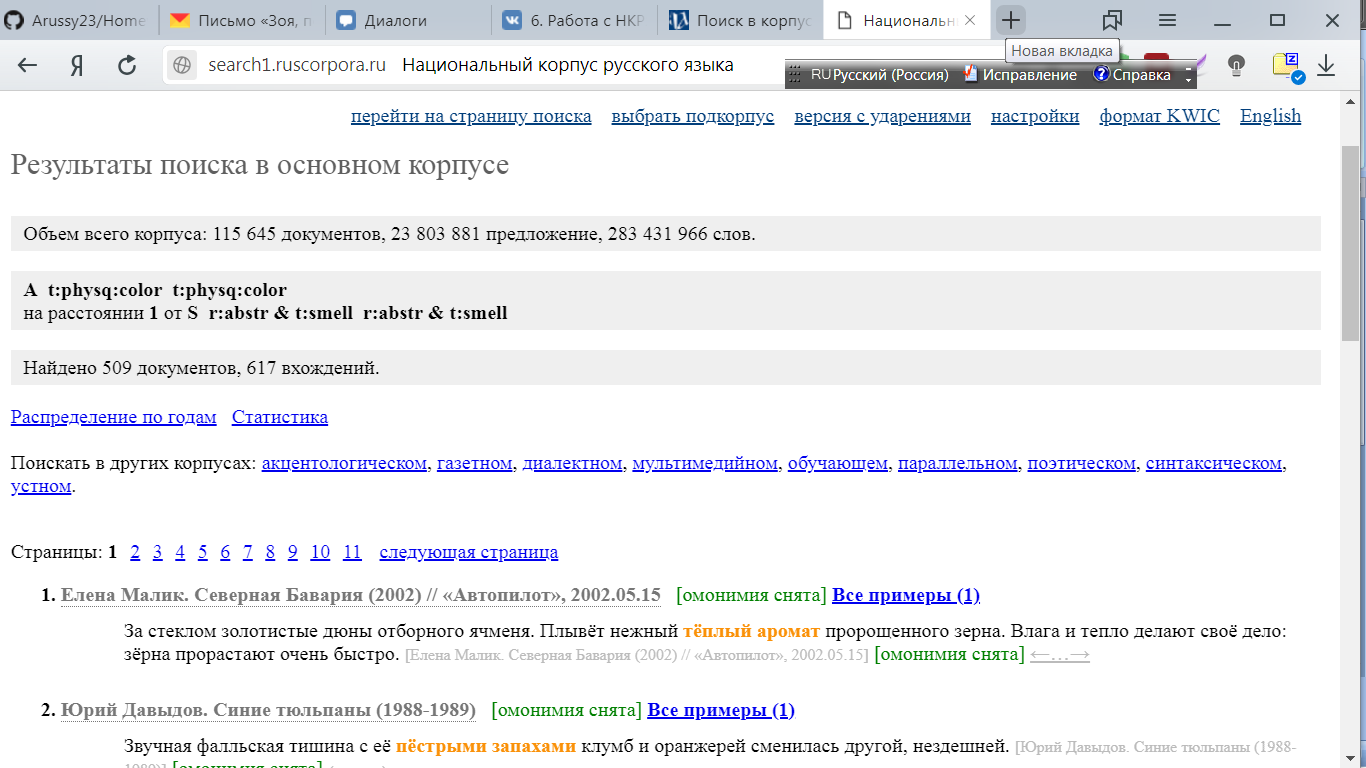 Arussy23/Home
Письмо «Зоя, п
Диалоги
6. Работа с НКР
Поиск в корпус
Националь
Новая вкладка
search1.ruscorpora.ru Национальный корпус русского языка
RU Русский (Россия) Исправление Справка
перейти на страницу поиска выбрать подкорпус версия с ударениями настройки формат KWIC English
Результаты поиска в основном корпусе
Объем всего корпуса: 115 645 документов, 23 803 881 предложение, 283 431 966 слов.
A t:physq:color t:physq:color
на расстоянии 1 от S r:abstr & t:smell r:abstr & t:smell
Найдено 509 документов, 617 вхождений.
Распределение по годам Статистика
Поискать в других корпусах: акцентологическом, газетном, диалектном, мультимедийном, обучающем, параллельном, поэтическом, синтаксическом,
устном.
Страницы: 1 2 3 4 5 6 7 8 9 10 11 следующая страница
1. Елена Малик. Северная Бавария (2002) // «Автопилот», 2002.05.15 [омонимия снята] Все примеры (1)
За стеклом золотистые дюны отборного ячменя. Плывёт нежный тёплый аромат пророщенного зерна. Влага и тепло делают своё дело:
зёрна прорастают очень быстро. [Елена Малик. Северная Бавария (2002) // «Автопилот», 2002.05.15] [омонимия снята] ←…→
2. Юрий Давыдов. Синие тюльпаны (1988-1989) [омонимия снята] Все примеры (1)
Звучная фалльская тишина с её пёстрыми запахами клумб и оранжерей сменилась другой, нездешней. [Юрий Давыдов. Синие тюльпаны (1988-
1989)] [омонимия снята] ←…→